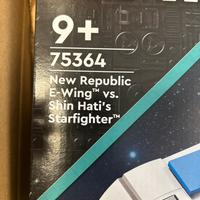 9+
75364
New Republic
E-Wing™ vs.
Shin Hati's
Starfighter™